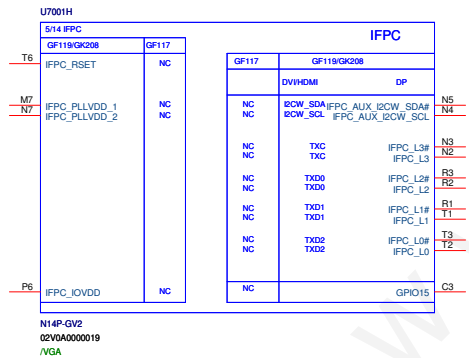 U7001H
5/14 IFPC
IFPC
GF119/GK208 GF117
T6 IFPC_RSET NC
GF117 GF119/GK208
DVI/HDMI DP
M7 IFPC_PLLVDD_1 NC
N7 IFPC_PLLVDD_2 NC
NC I2CW_SDA IFPC_AUX_I2CW_SDA# N5
NC I2CW_SCL IFPC_AUX_I2CW_SCL N4
NC TXC IFPC_L3# N3
NC TXC IFPC_L3 N2
NC TXD0 IFPC_L2# R3
NC TXD0 IFPC_L2 R2
NC TXD1 IFPC_L1# R1
NC TXD1 IFPC_L1 T1
NC TXD2 IFPC_L0# T3
NC TXD2 IFPC_L0 T2
P6 IFPC_IOVDD NC
NC GPIO15 C3
N14P-GV2
02V0A0000019
/VGA